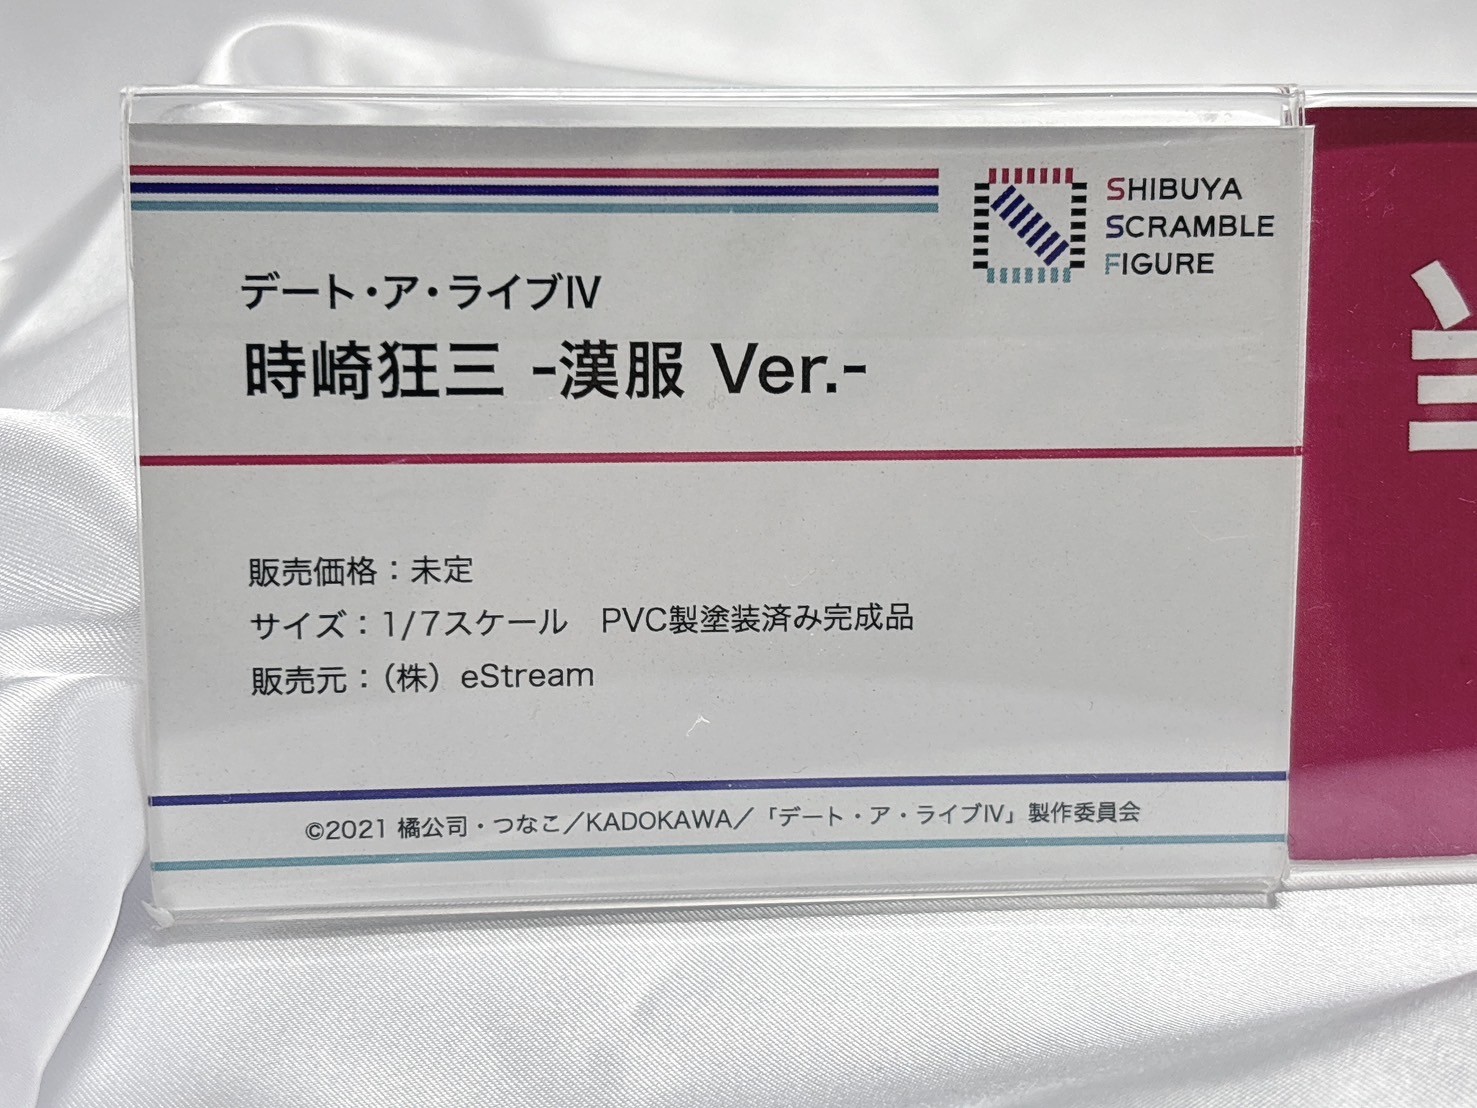 SHIBUYA
SCRAMBLE
FIGURE
デート・ア・ライブⅣ
時崎狂三 -漢服 Ver.-
販売価格：未定
サイズ：1/7スケール　PVC製塗装済み完成品
販売元：（株）eStream
©2021 橘公司・つなこ／KADOKAWA／「デート・ア・ライブⅣ」製作委員会